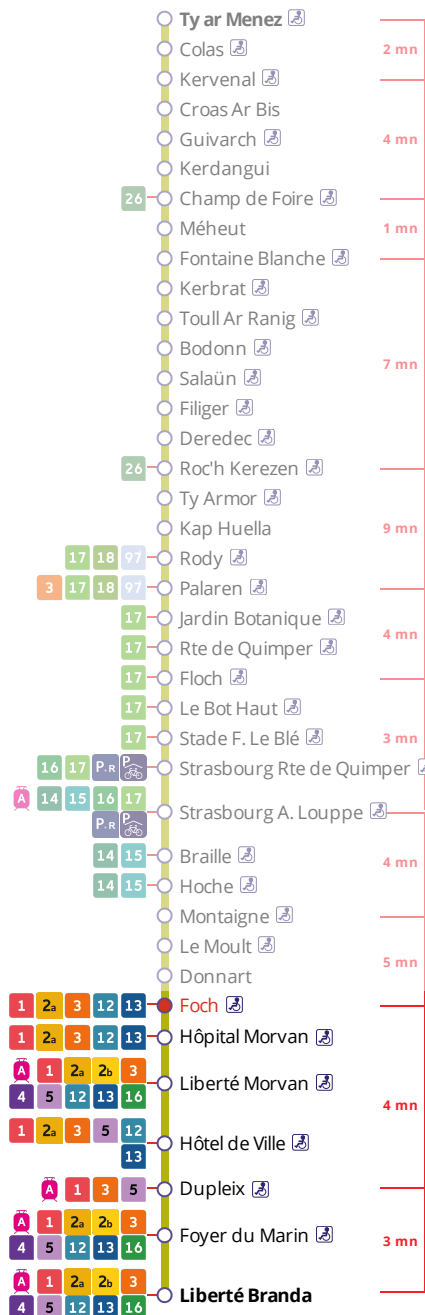 Ty ar Menez
Colas
2 mn
Kervenal
Croas Ar Bis
Guivarch
4 mn
Kerdangui
26 Champ de Foire
Méheut
1 mn
Fontaine Blanche
Kerbrat
Toull Ar Ranig
Bodonn
7 mn
Salaün
Filiger
Deredec
26 Roc'h Kerezen
Ty Armor
Kap Huella
9 mn
17 18 97 Rody
3 17 18 97 Palaren
17 Jardin Botanique
17 Rte de Quimper
4 mn
17 Floch
17 Le Bot Haut
17 Stade F. Le Blé
3 mn
16 17 P+R P Strasbourg Rte de Quimper
A 14 15 16 17
P+R P
Strasbourg A. Louppe
14 15 Braille
4 mn
14 15 Hoche
Montaigne
Le Moult
5 mn
Donnart
1 2a 3 12 13 Foch
1 2a 3 12 13 Hôpital Morvan
A 1 2a 2b 3
4 5 12 13 16
Liberté Morvan
4 mn
1 2a 3 5 12
13
Hôtel de Ville
A 1 3 5 Dupleix
A 1 2a 2b 3
4 5 12 13 16
Foyer du Marin
3 mn
A 1 2a 2b 3
4 5 12 13 16
Liberté Branda